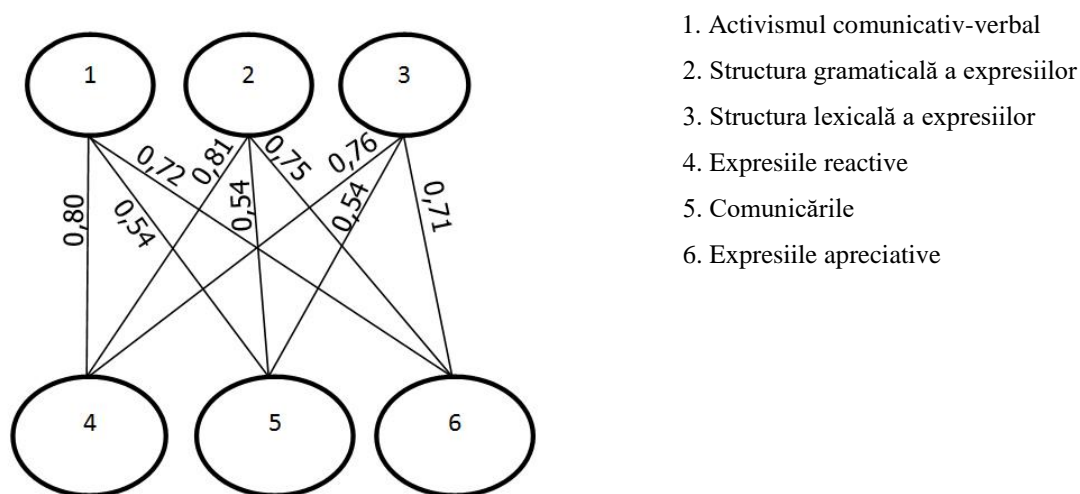 1
2
3
0,80
0,54
0,72
0,81
0,54
0,75
0,76
0,54
0,71
4
5
6
1. Activismul comunicativ-verbal
2. Structura gramaticală a expresiilor
3. Structura lexicală a expresiilor
4. Expresiile reactive
5. Comunicările
6. Expresiile apreciative